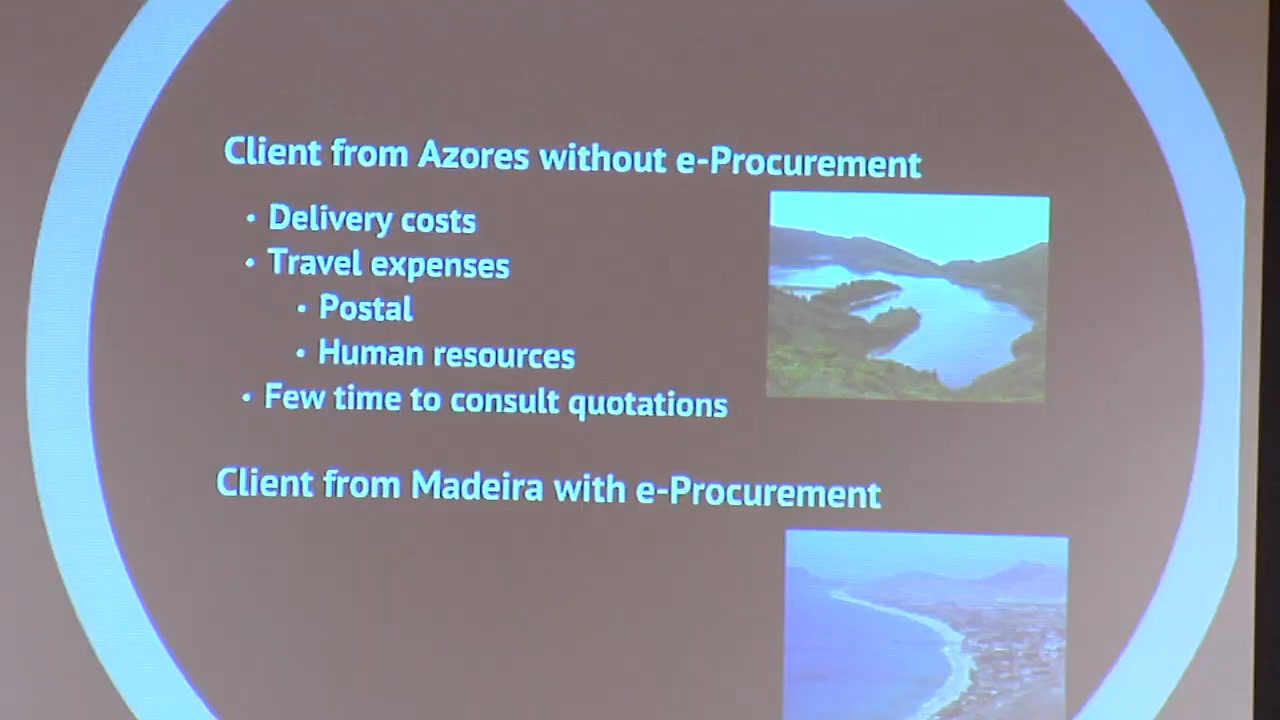 Client from Azores without e-Procurement
• Delivery costs
• Travel expenses
• Postal
• Human resources
• Few time to consult quotations
Client from Madeira with e-Procurement